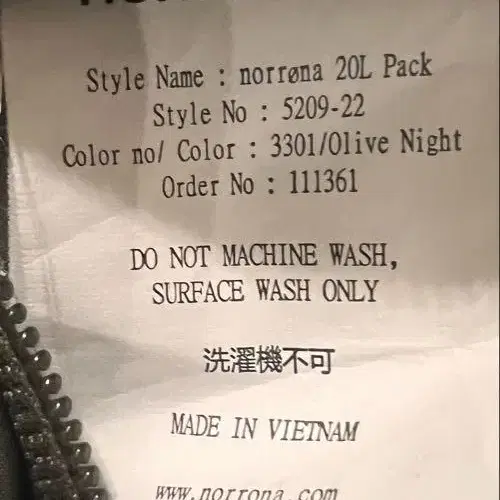 Style Name : norrøna 20L Pack
Style No : 5209-22
Color no/ Color : 3301/Olive Night
Order No : 111361
DO NOT MACHINE WASH,
SURFACE WASH ONLY
洗濯機不可
MADE IN VIETNAM
www.norrona.com